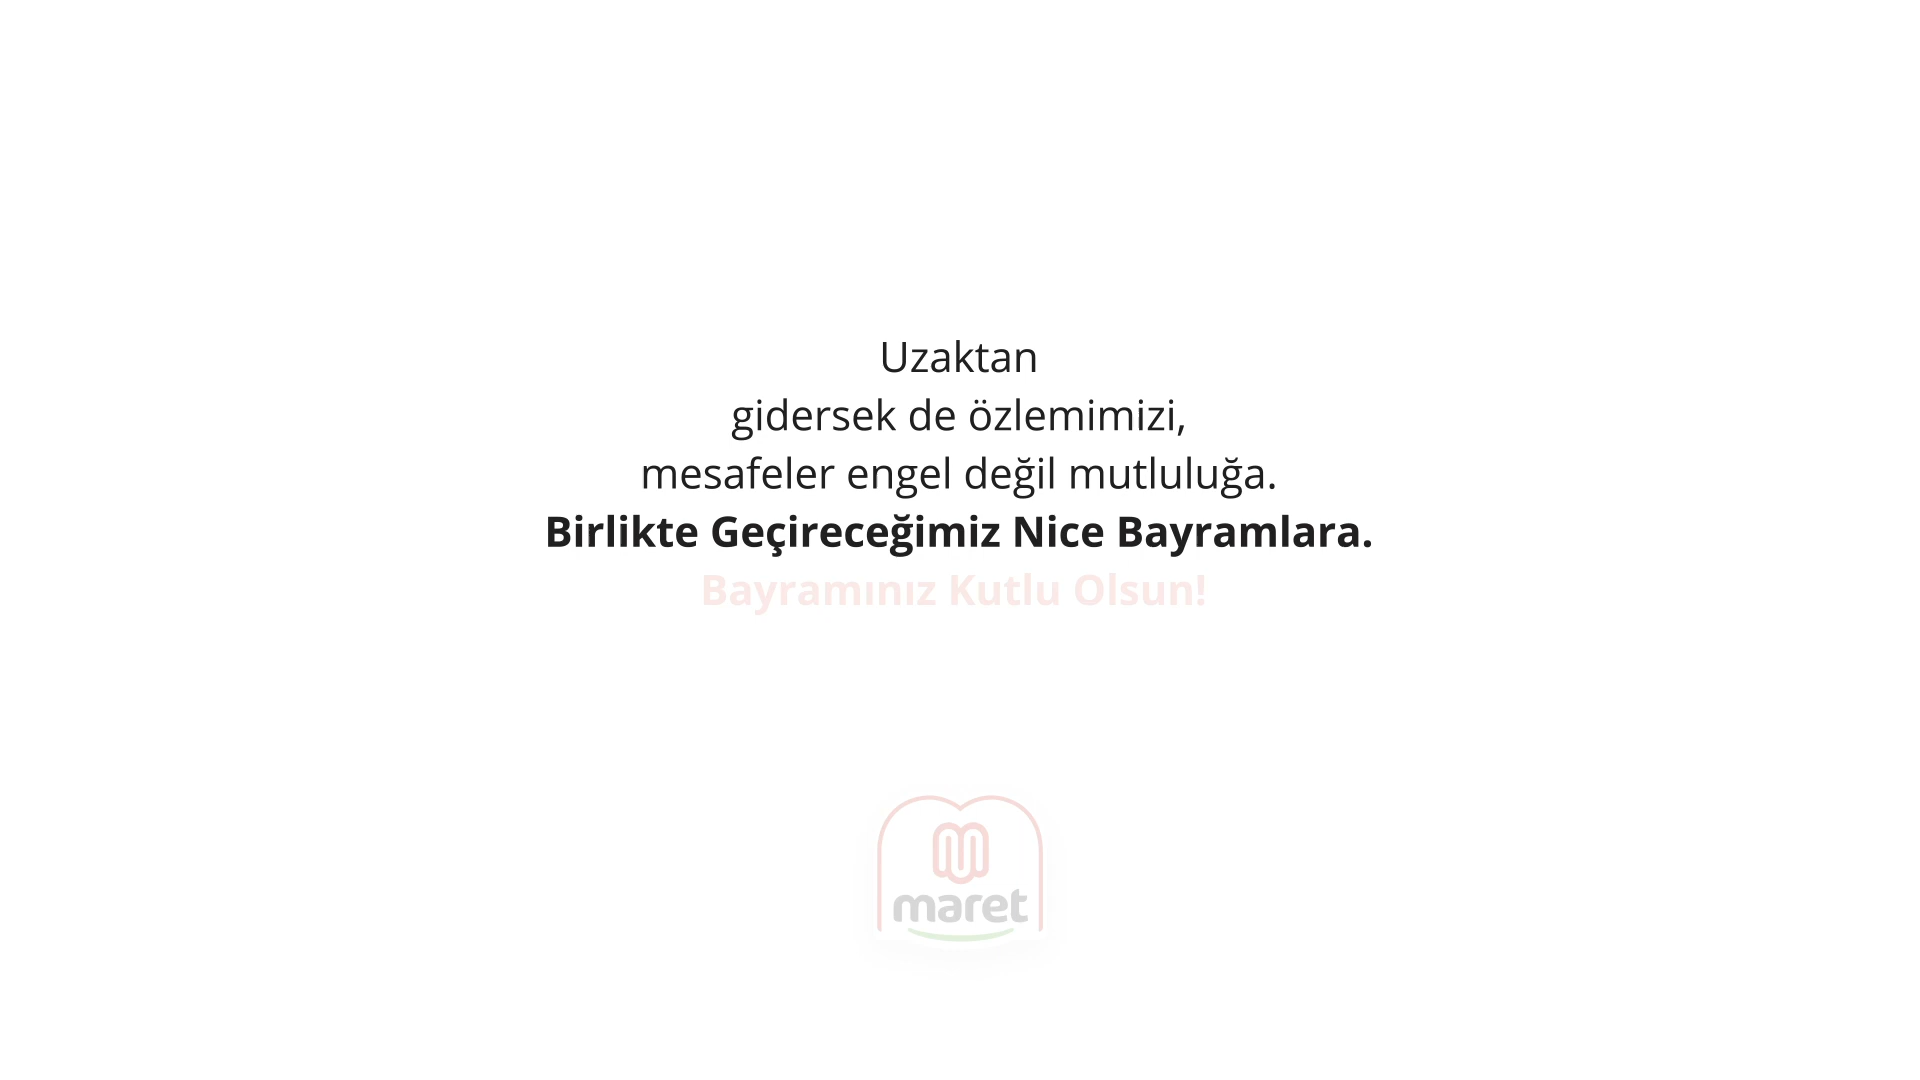 Uzaktan
gidersek de özlemimizi,
mesafeler engel değil mutluluğa.
Birlikte Geçireceğimiz Nice Bayramlara.
Bayramınız Kutlu Olsun!
maret